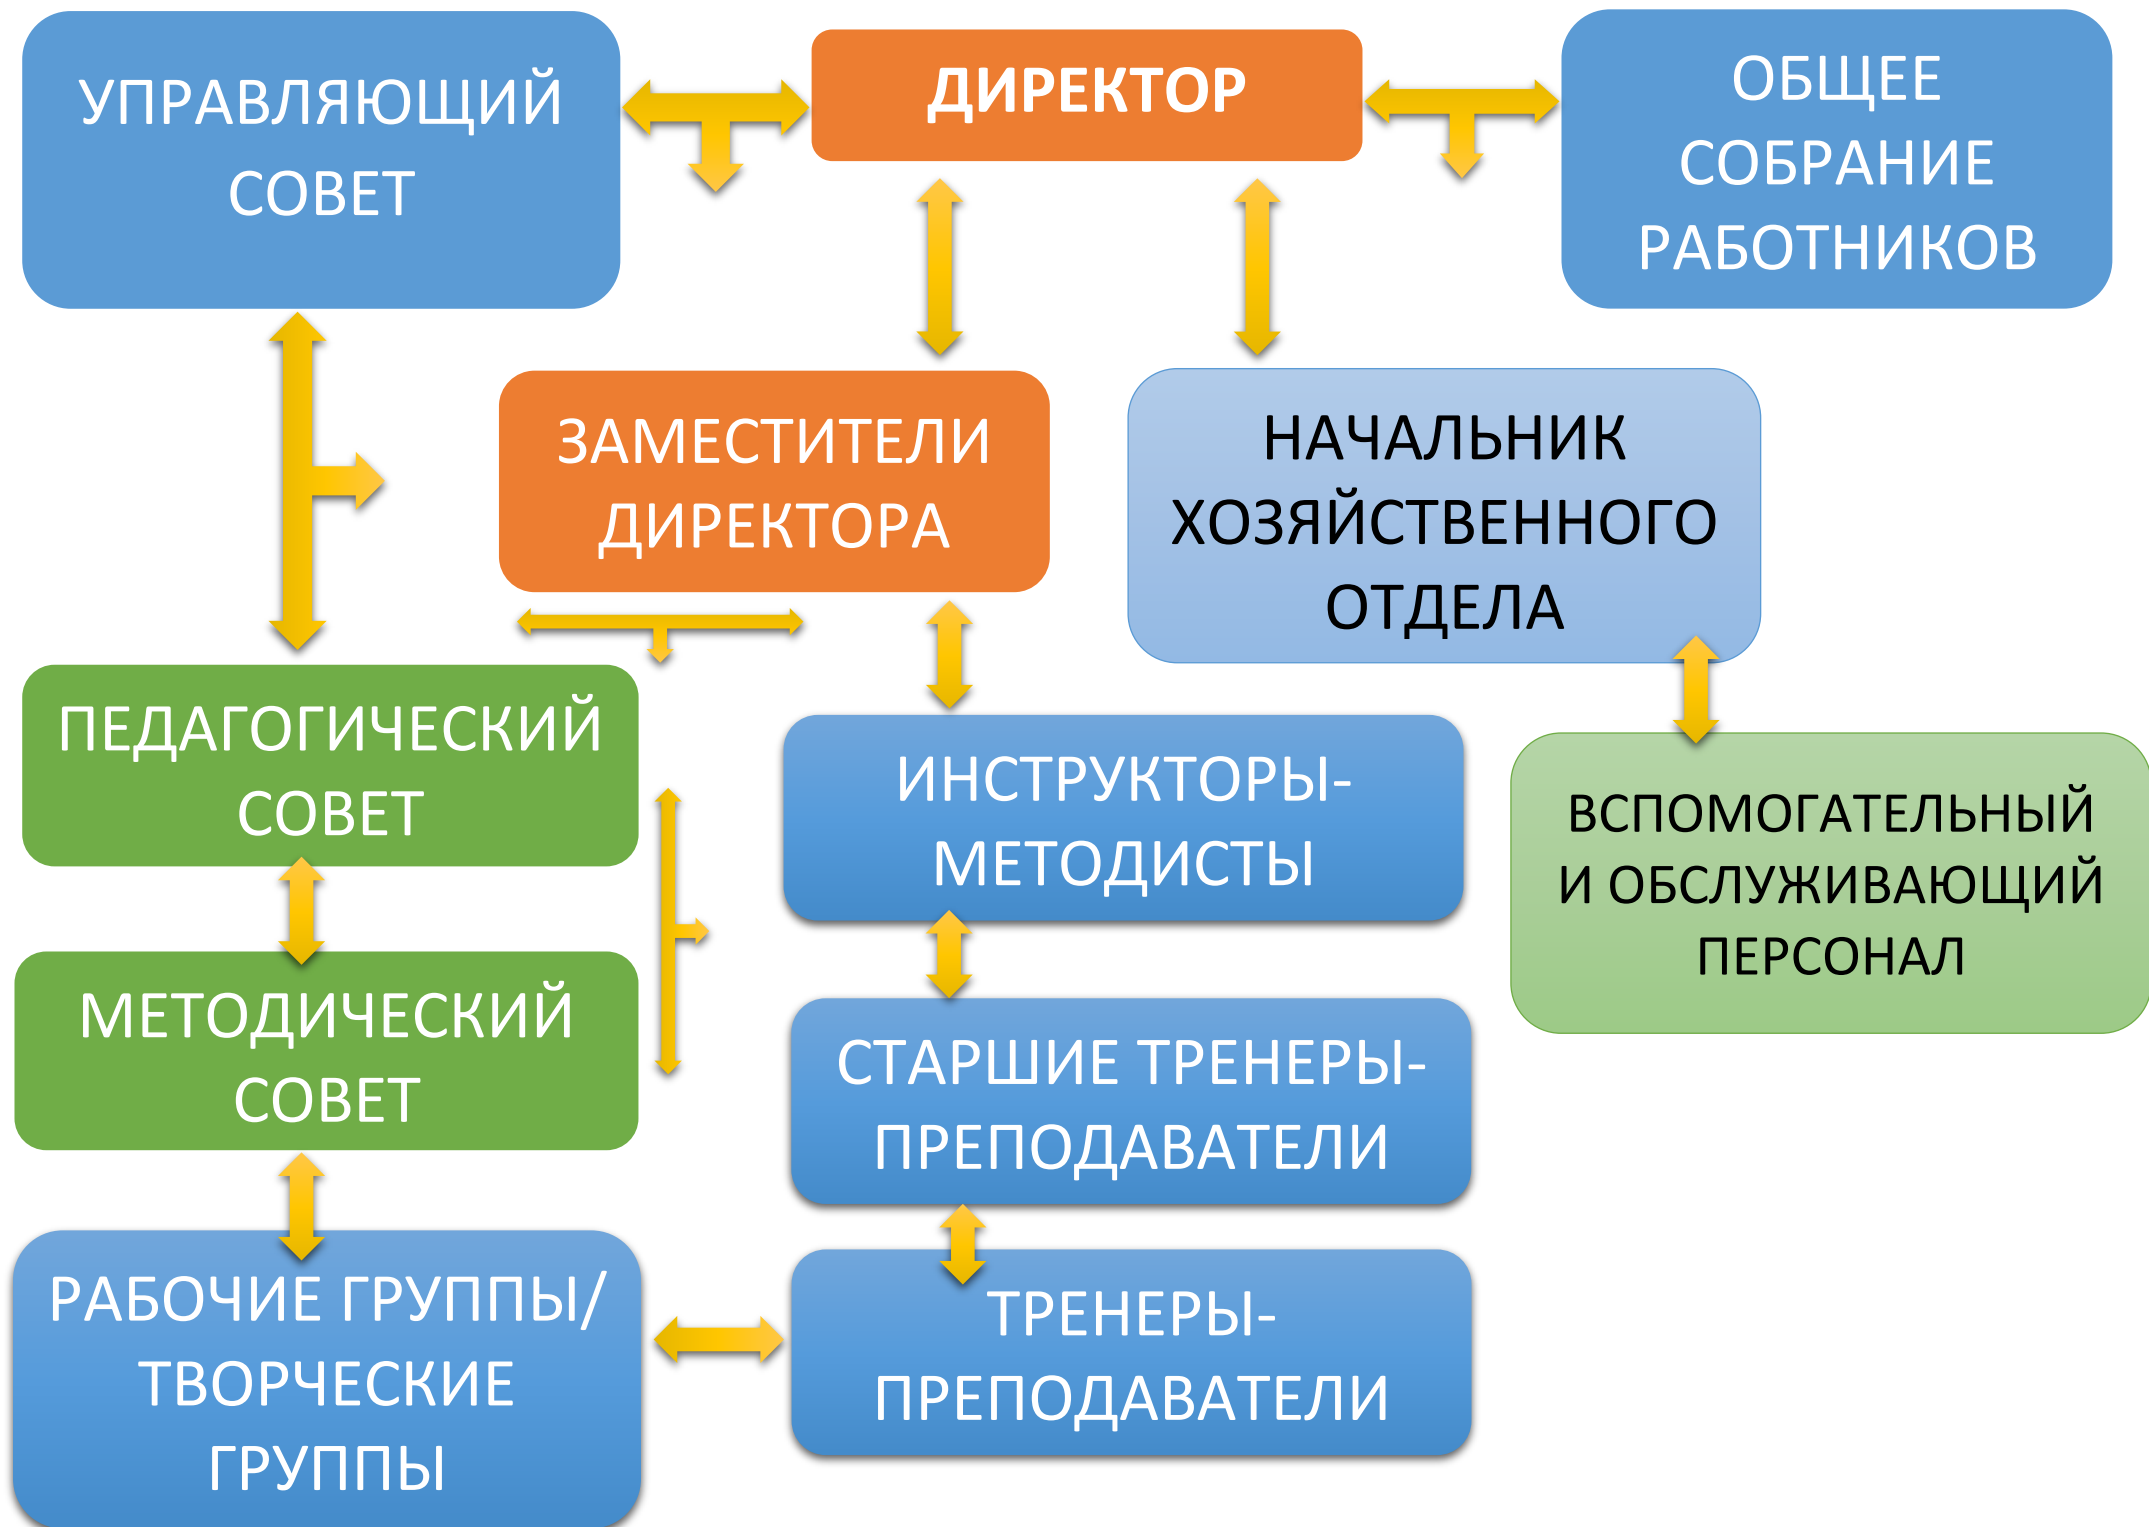 УПРАВЛЯЮЩИЙ
СОВЕТ
ДИРЕКТОР
ОБЩЕЕ
СОБРАНИЕ
РАБОТНИКОВ
ЗАМЕСТИТЕЛИ
ДИРЕКТОРА
НАЧАЛЬНИК
ХОЗЯЙСТВЕННОГО
ОТДЕЛА
ПЕДАГОГИЧЕСКИЙ
СОВЕТ
ИНСТРУКТОРЫ-
МЕТОДИСТЫ
ВСПОМОГАТЕЛЬНЫЙ
И ОБСЛУЖИВАЮЩИЙ
ПЕРСОНАЛ
МЕТОДИЧЕСКИЙ
СОВЕТ
СТАРШИЕ ТРЕНЕРЫ-
ПРЕПОДАВАТЕЛИ
РАБОЧИЕ ГРУППЫ/
ТВОРЧЕСКИЕ
ГРУППЫ
ТРЕНЕРЫ-
ПРЕПОДАВАТЕЛИ